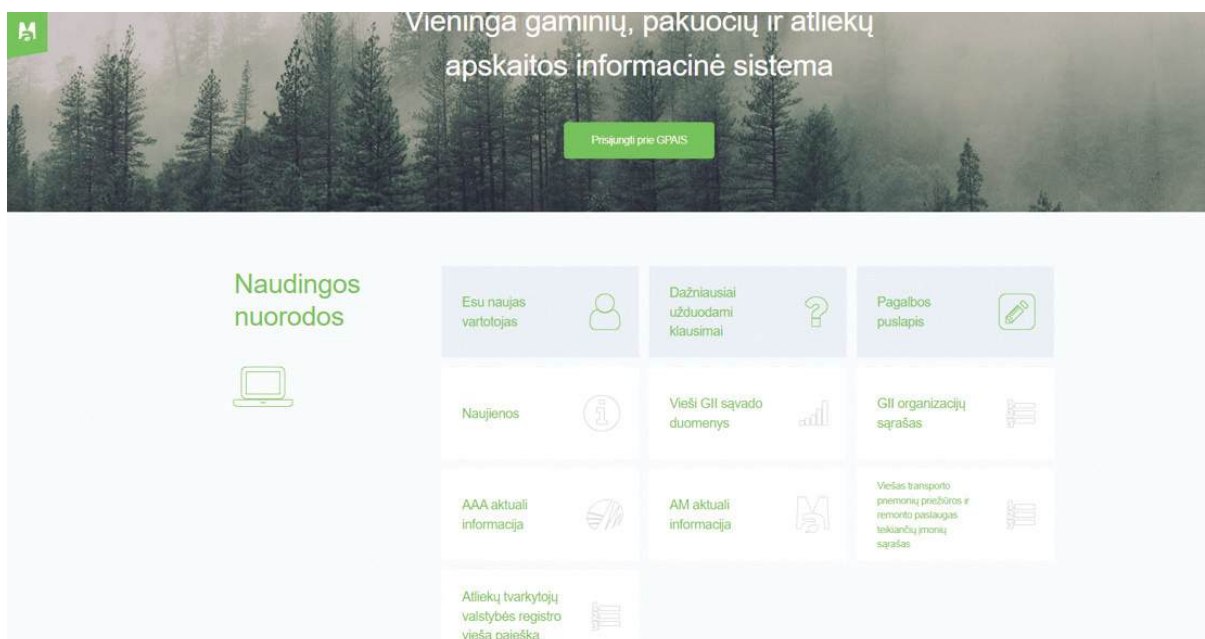 Vieninga gaminių, pakuočių ir atliekų
apskaitos informacinė sistema
Prisijungti prie GPAIS
Naudingos
nuorodos
Esu naujas
vartotojas
Dažniausiai
užduodami
klausimai
Pagalbos
puslapis
Naujienos
Vieši GII sąvado
duomenys
GII organizacijų
sąrašas
AAA aktuali
informacija
AM aktuali
informacija
Viešas transporto
priemonių priežiūros ir
remonto paslaugas
teikiančių įmonių
sąrašas
Atliekų tvarkytojų
valstybės registro
vieša paieška